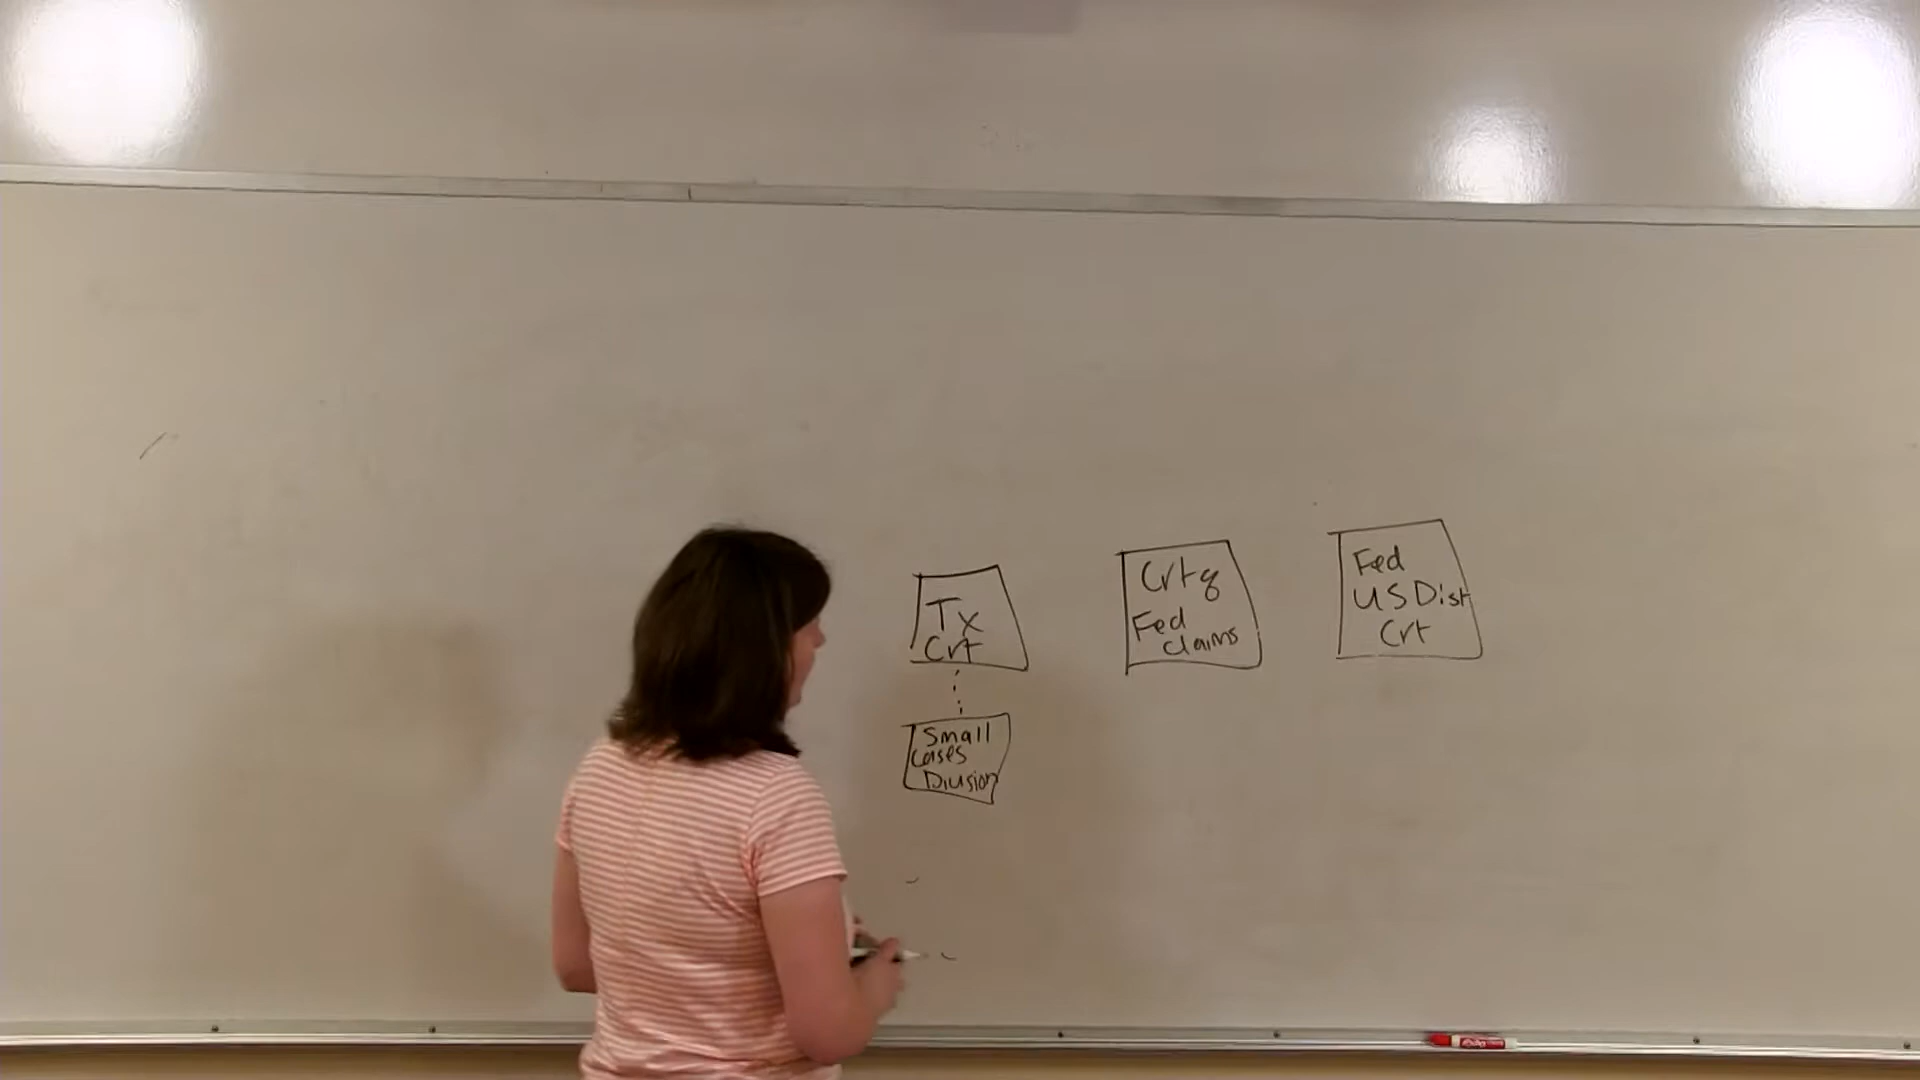 Tx
Crt
Small
Cases
Division
Crt of
Fed
Claims
Fed
US Dist
Crt